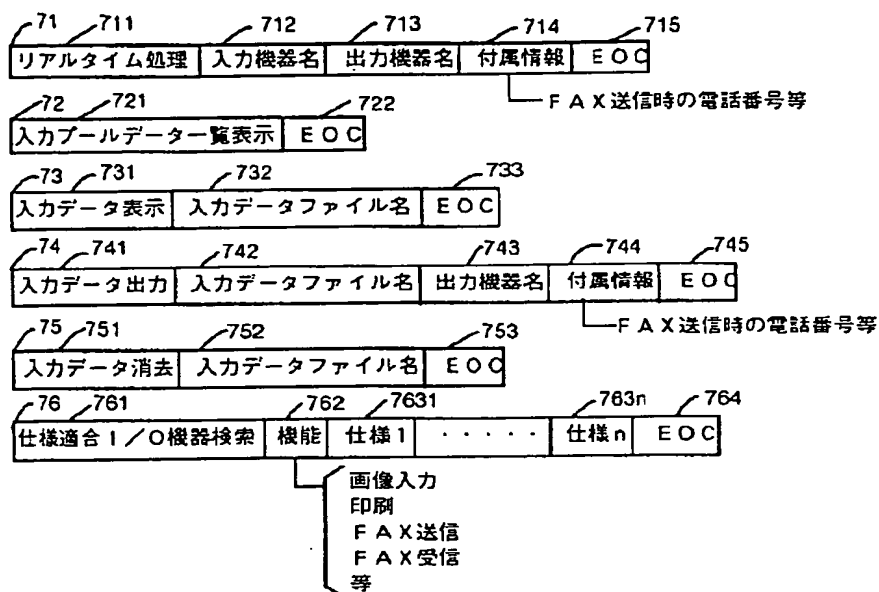 71 711 712 713 714 715
リアルタイム処理 入力機器名 出力機器名 付属情報 EOC
FAX送信時の電話番号等
72 721 722
入力プールデータ一覧表示 EOC
73 731 732 733
入力データ表示 入力データファイル名 EOC
74 741 742 743 744 745
入力データ出力 入力データファイル名 出力機器名 付属情報 EOC
FAX送信時の電話番号等
75 751 752 753
入力データ消去 入力データファイル名 EOC
76 761 762 7631 763n 764
仕様適合I/O機器検索 機能 仕様1 ····· 仕様n EOC
画像入力
印刷
FAX送信
FAX受信
等